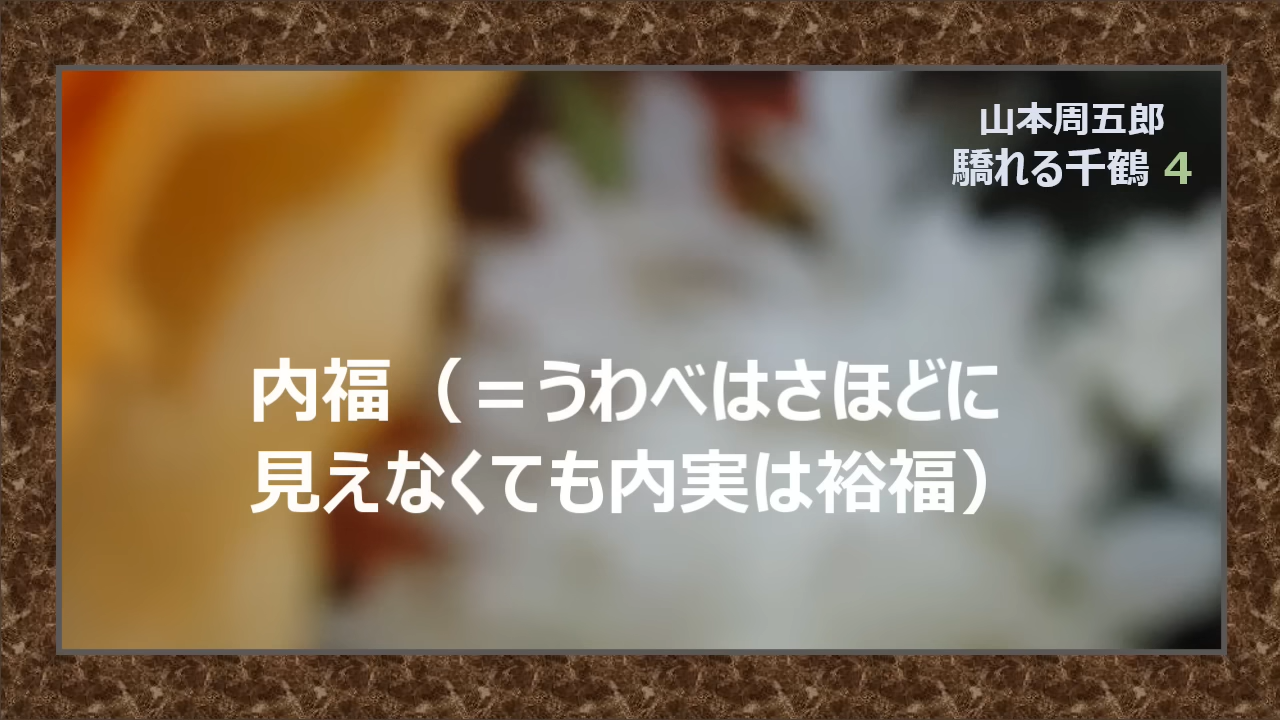 山本周五郎
驕れる千鶴 4
内福（＝うわべはさほどに
見えなくても内実は裕福）